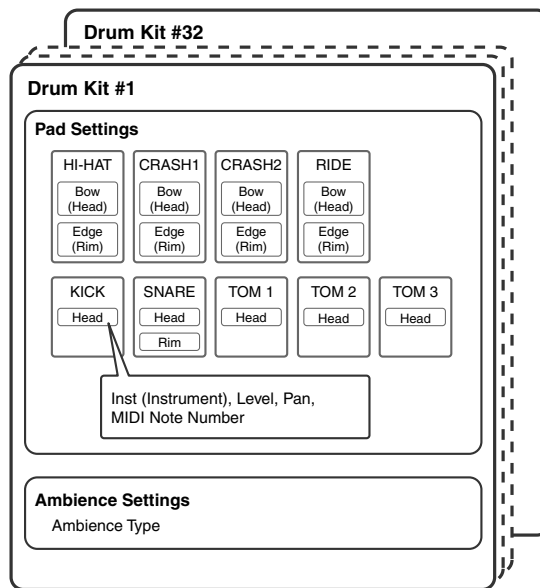 Drum Kit #32
Drum Kit #1
Pad Settings
HI-HAT
Bow
(Head)
Edge
(Rim)
CRASH1
Bow
(Head)
Edge
(Rim)
CRASH2
Bow
(Head)
Edge
(Rim)
RIDE
Bow
(Head)
Edge
(Rim)
KICK
Head
SNARE
Head
Rim
TOM 1
Head
TOM 2
Head
TOM 3
Head
Inst (Instrument), Level, Pan,
MIDI Note Number
Ambience Settings
Ambience Type